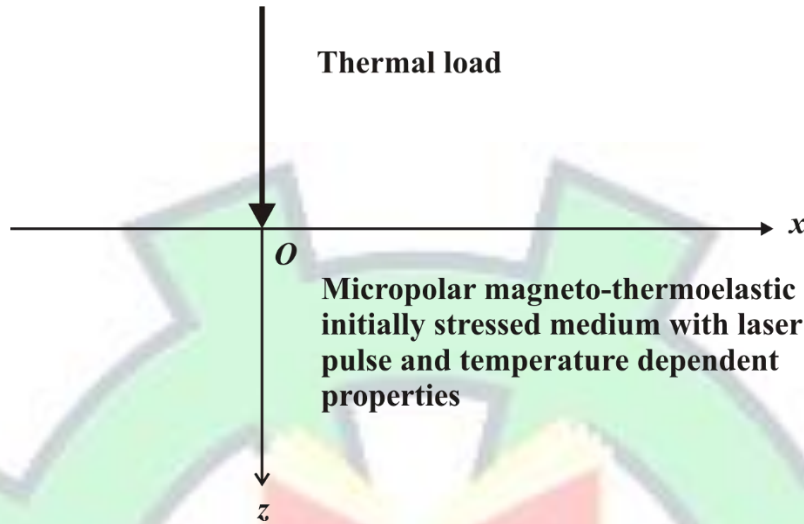 Thermal load
x
O
Micropolar magneto-thermoelastic
initially stressed medium with laser
pulse and temperature dependent
properties
z